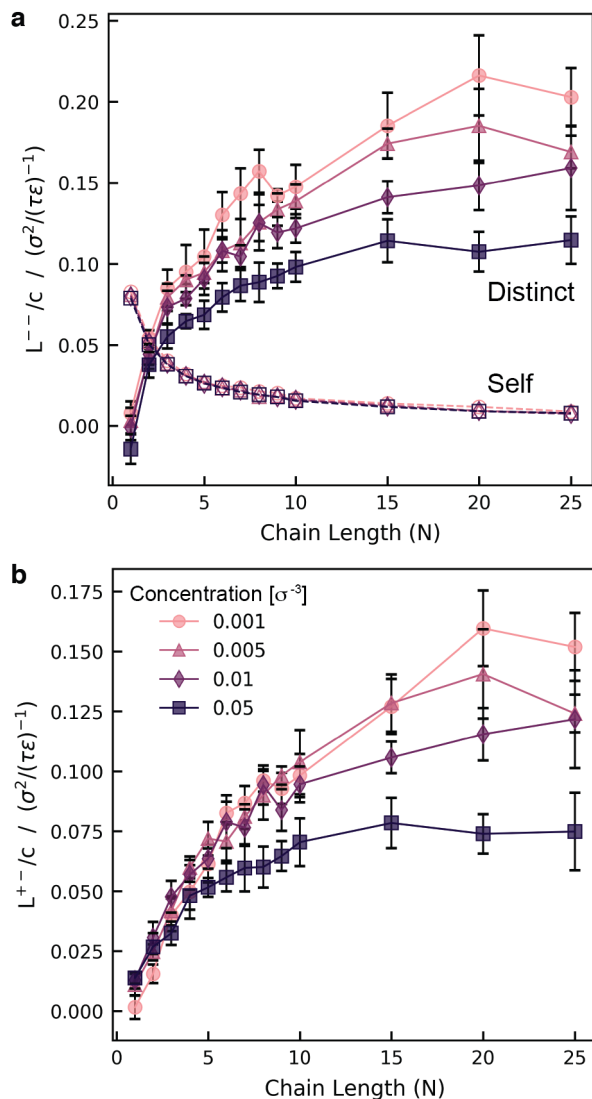 a
0.25
0.20
0.15
0.10
0.05
0.00
L⁻⁻/c / (σ²/(τε)⁻¹)
Distinct
Self
0 5 10 15 20 25
Chain Length (N)
b
0.175
0.150
0.125
0.100
0.075
0.050
0.025
0.000
L⁺⁻/c / (σ²/(τε)⁻¹)
Concentration [σ⁻³]
0.001
0.005
0.01
0.05
0 5 10 15 20 25
Chain Length (N)